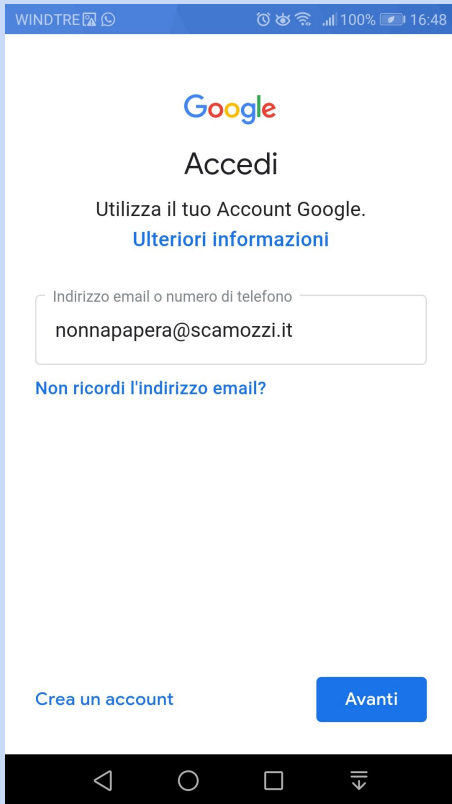 WINDTRE 100% 16:48
Google
Accedi
Utilizza il tuo Account Google.
Ulteriori informazioni
Indirizzo email o numero di telefono
nonnapapera@scamozzi.it
Non ricordi l'indirizzo email?
Crea un account Avanti